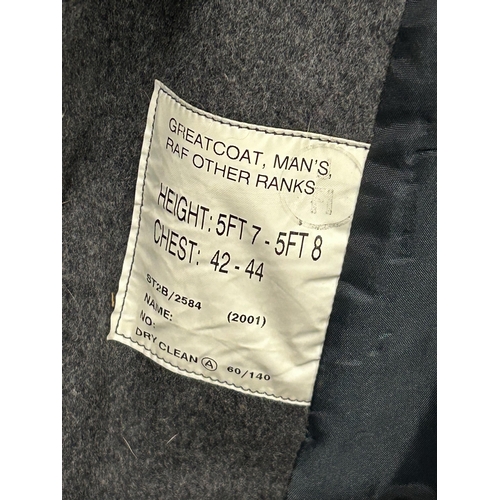 GREATCOAT, MAN'S,
RAF OTHER RANKS
HEIGHT: 5FT 7 - 5FT 8
CHEST: 42 - 44
ST2B/2584 (2001)
NAME:
NO:
DRY CLEAN A 60/140